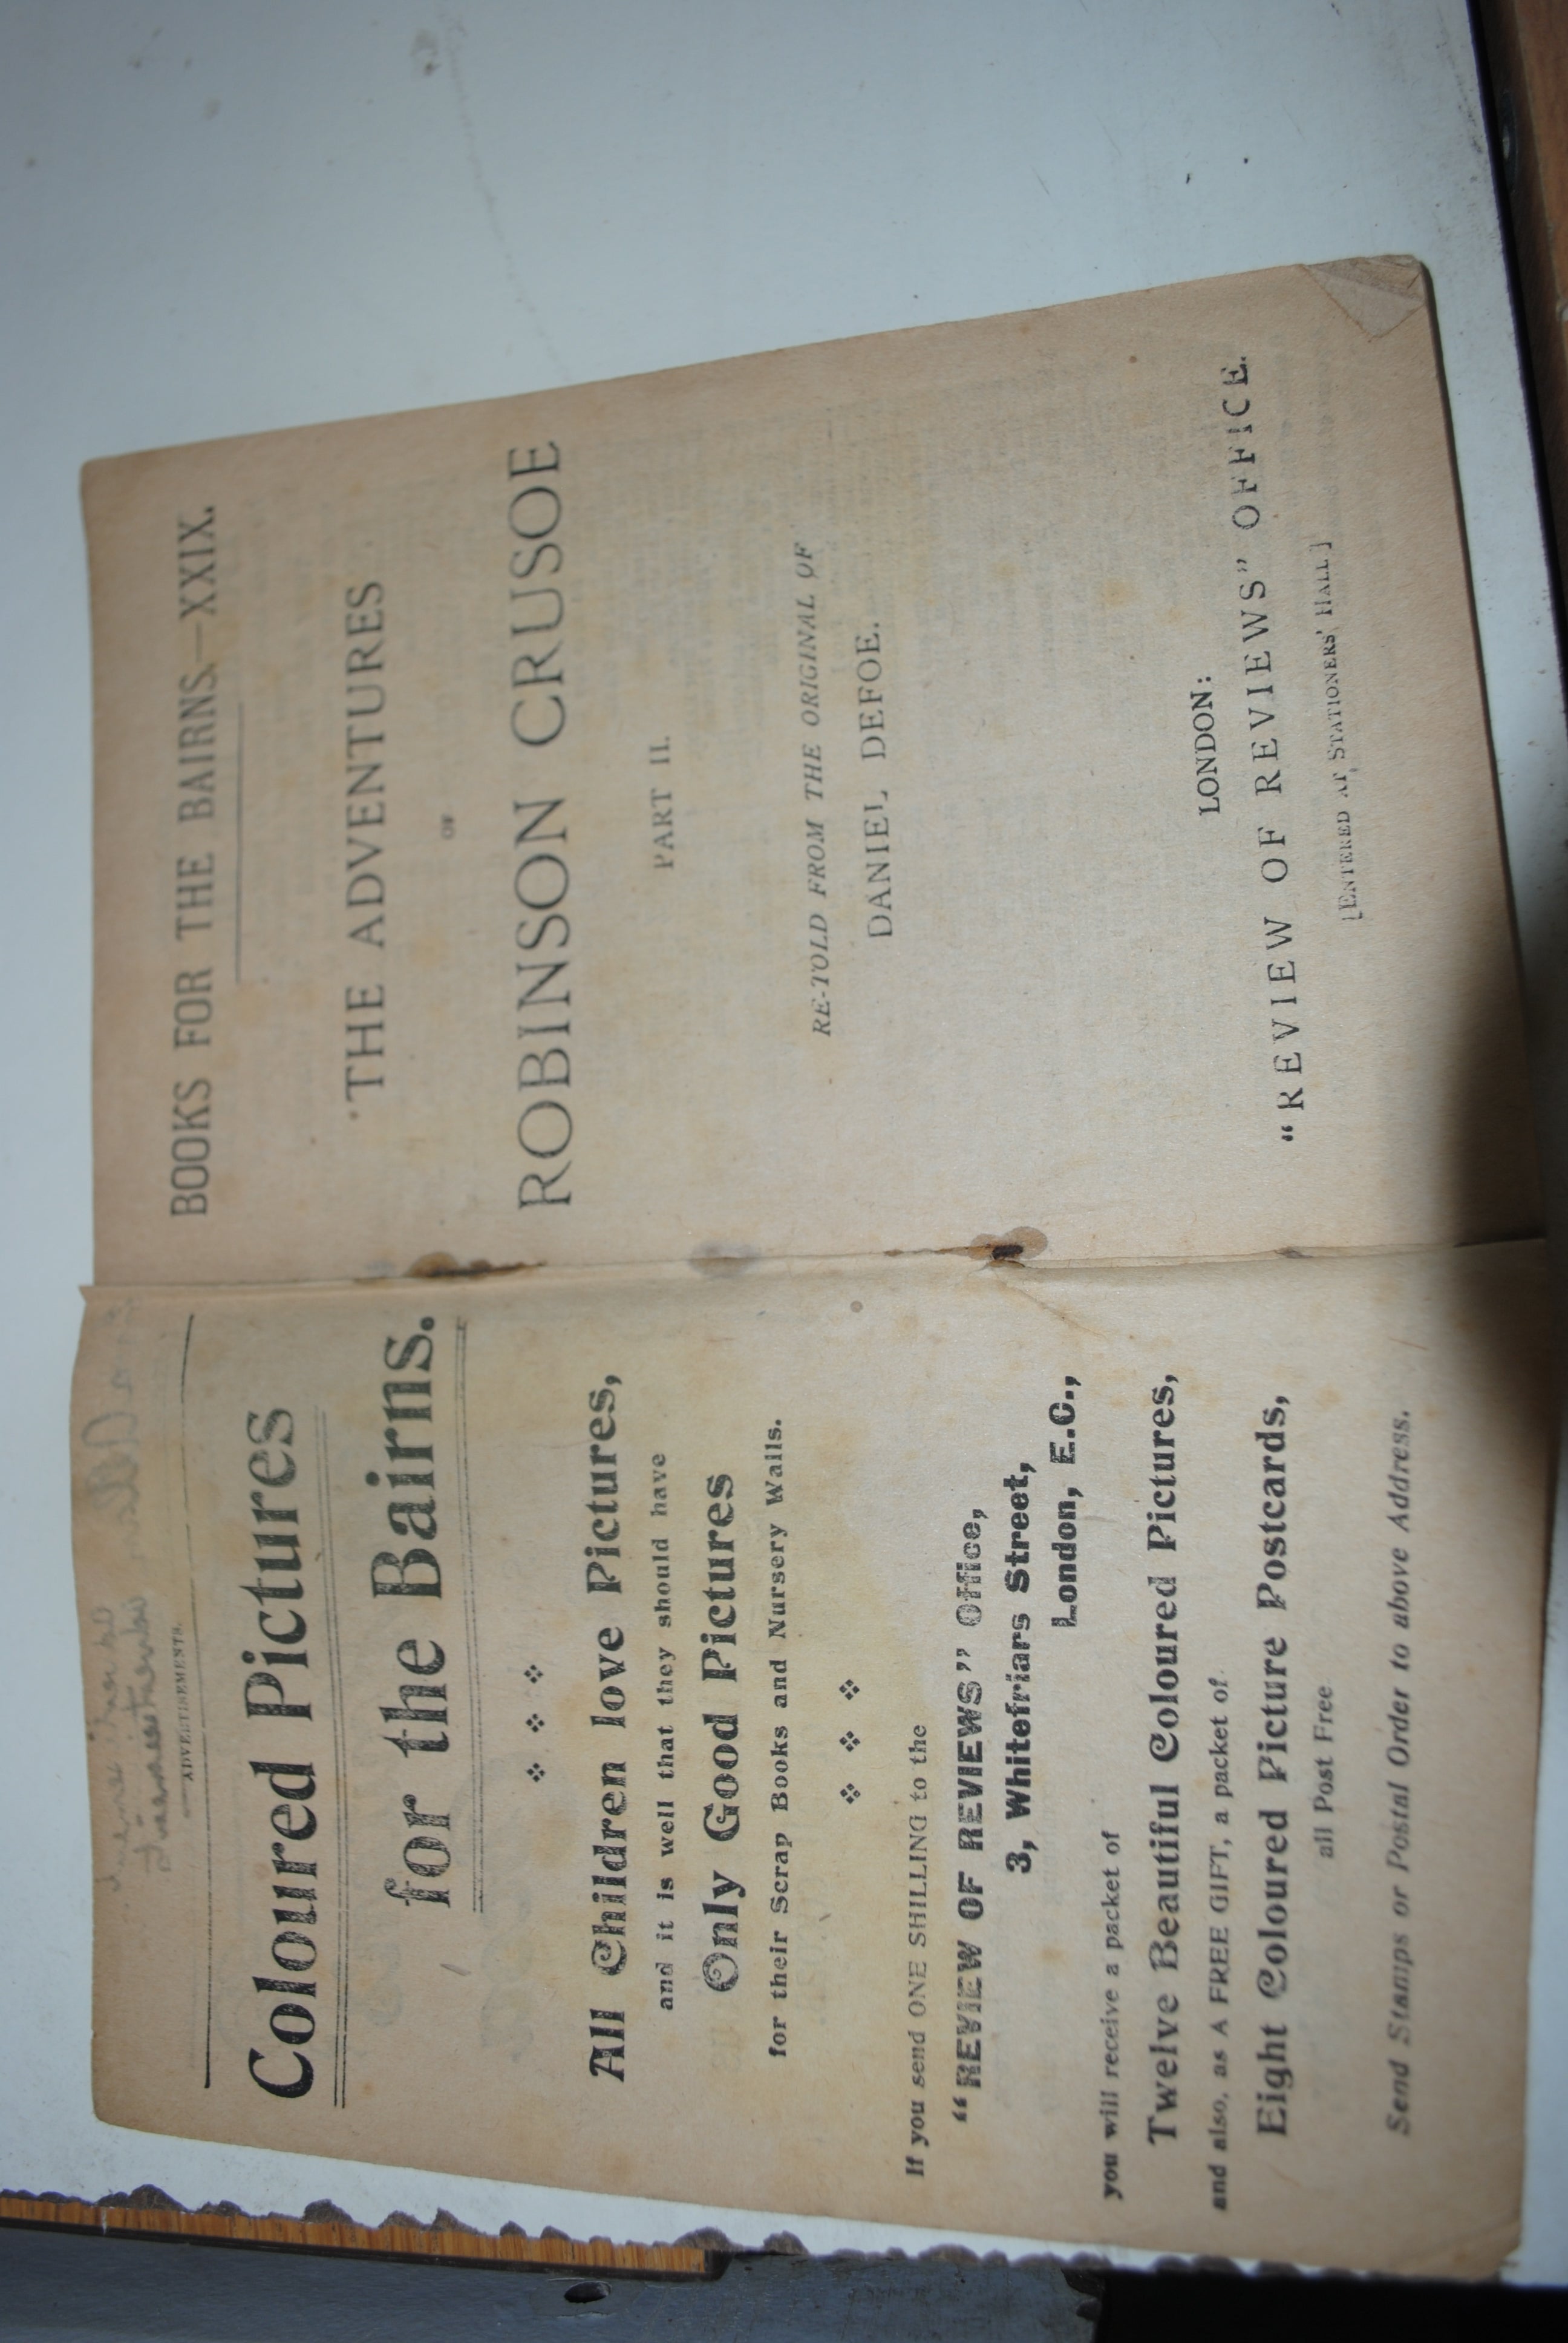 ADVERTISEMENTS.
Coloured Pictures
for the Bairns.
All Children love Pictures,
and it is well that they should have
Only Good Pictures
for their Scrap Books and Nursery Walls.
If you send ONE SHILLING to the
“REVIEW OF REVIEWS” Office,
3, Whitefriars Street,
London, E.C.,
you will receive a packet of
Twelve Beautiful Coloured Pictures,
and also, as A FREE GIFT, a packet of
Eight Coloured Picture Postcards,
all Post Free.
Send Stamps or Postal Order to above Address.
BOOKS FOR THE BAIRNS.—XXIX.
THE ADVENTURES
OF
ROBINSON CRUSOE
PART II.
RE-TOLD FROM THE ORIGINAL OF
DANIEL DEFOE.
LONDON:
“REVIEW OF REVIEWS” OFFICE.
[ENTERED AT STATIONERS' HALL]